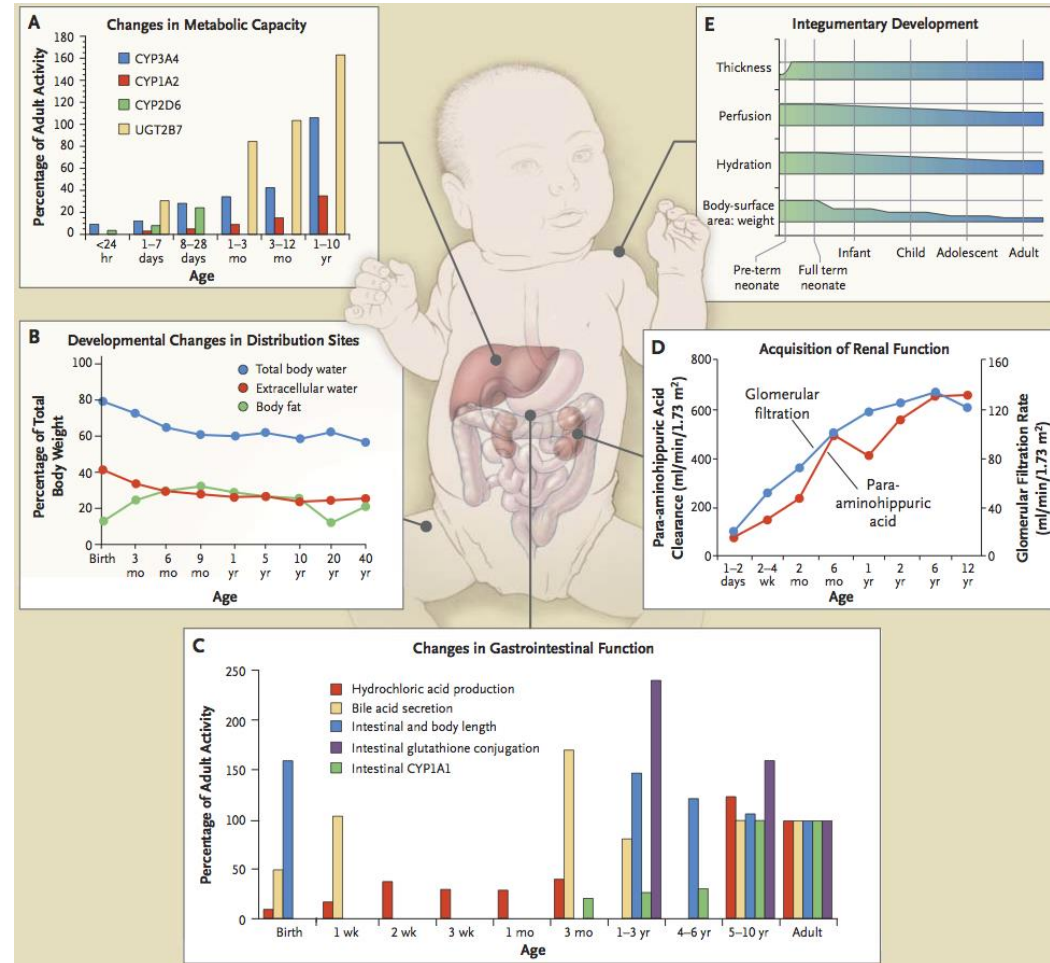 A
Changes in Metabolic Capacity
Percentage of Adult Activity
180
160
140
120
100
80
60
40
20
0
CYP3A4
CYP1A2
CYP2D6
UGT2B7
<24 hr
1–7 days
8–28 days
1–3 mo
3–12 mo
1–10 yr
Age
E
Integumentary Development
Thickness
Perfusion
Hydration
Body-surface
area: weight
Infant
Child
Adolescent
Adult
Pre-term
neonate
Full term
neonate
B
Developmental Changes in Distribution Sites
Percentage of Total
Body Weight
100
80
60
40
20
0
Total body water
Extracellular water
Body fat
Birth
3 mo
6 mo
9 mo
1 yr
5 yr
10 yr
20 yr
40 yr
Age
D
Acquisition of Renal Function
Para-aminohippuric Acid
Clearance (ml/min/1.73 m²)
800
600
400
200
0
Glomerular
filtration
Para-
aminohippuric
acid
160
120
80
40
0
Glomerular Filtration Rate
(ml/min/1.73 m²)
1–2 days
2–4 wk
2 mo
6 mo
1 yr
2 yr
6 yr
12 yr
Age
C
Changes in Gastrointestinal Function
Percentage of Adult Activity
250
200
150
100
50
0
Hydrochloric acid production
Bile acid secretion
Intestinal and body length
Intestinal glutathione conjugation
Intestinal CYP1A1
Birth
1 wk
2 wk
3 wk
1 mo
3 mo
1–3 yr
4–6 yr
5–10 yr
Adult
Age